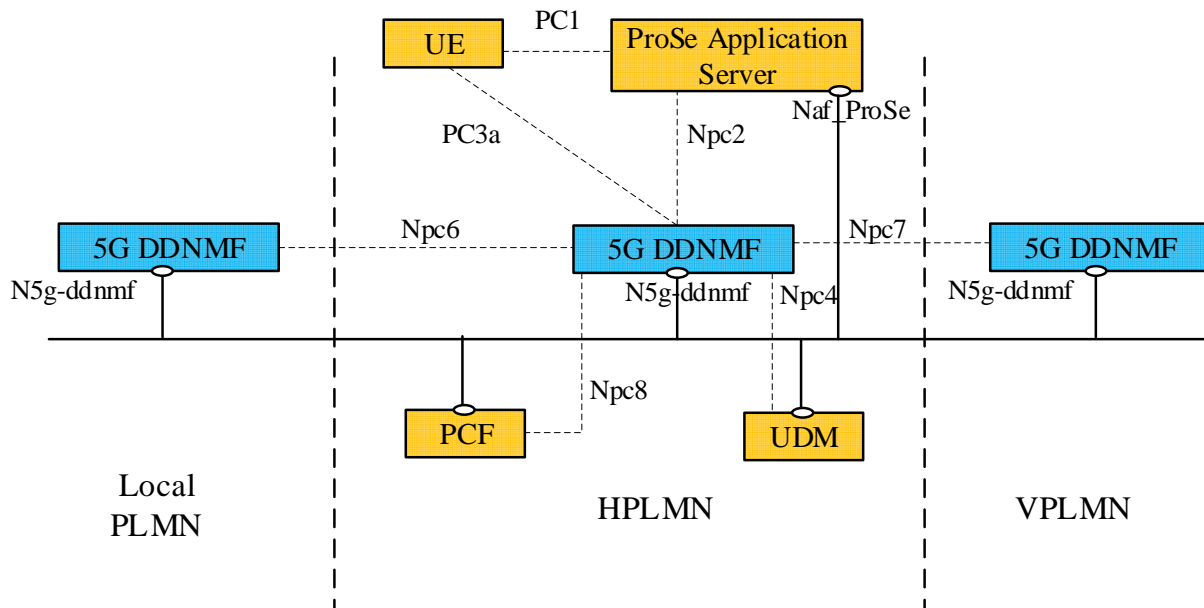 PC1
UE
ProSe Application
Server
Naf_ProSe
PC3a
Npc2
Npc6
Npc7
5G DDNMF
5G DDNMF
5G DDNMF
N5g-ddnmf
N5g-ddnmf
Npc4
N5g-ddnmf
Npc8
PCF
UDM
Local
PLMN
HPLMN
VPLMN